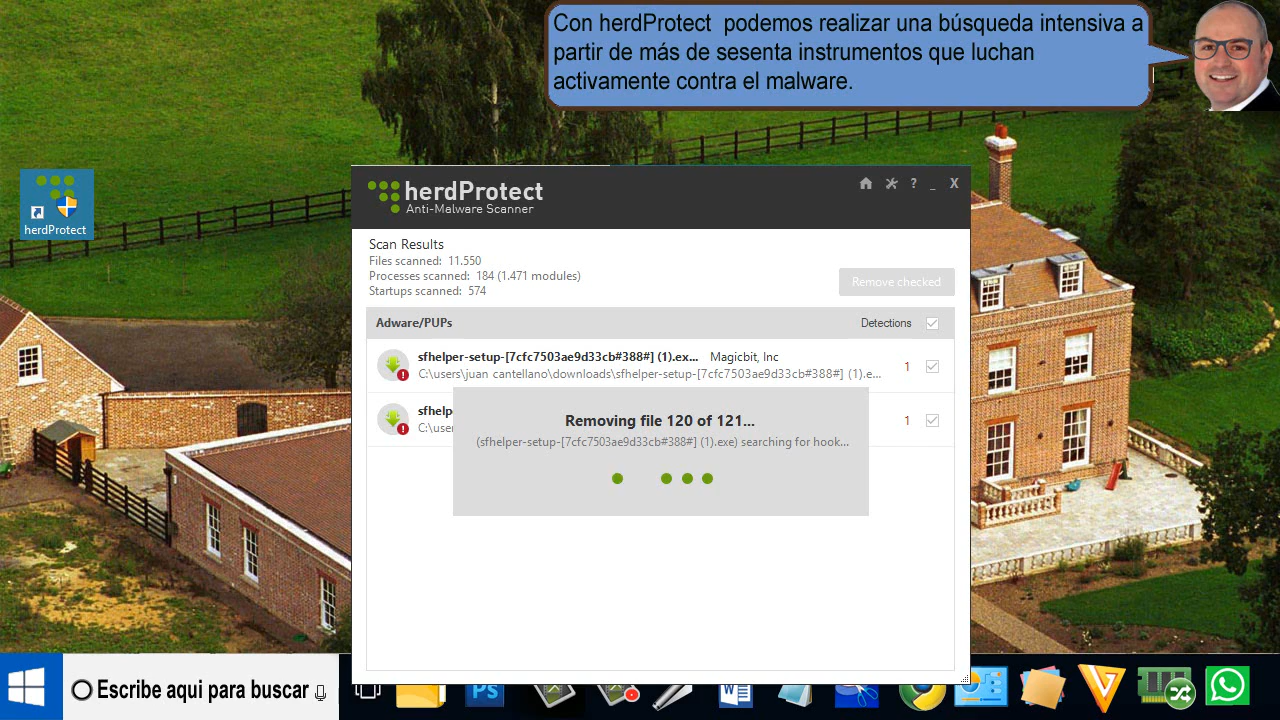 Con herdProtect podemos realizar una búsqueda intensiva a
partir de más de sesenta instrumentos que luchan
activamente contra el malware.
herdProtect
herdProtect
Anti-Malware Scanner
? _ X
Scan Results
Files scanned: 11.550
Processes scanned: 184 (1.471 modules)
Startups scanned: 574
Remove checked
Adware/PUPs Detections
sfhelper-setup-[7cfc7503ae9d33cb#388#] (1).ex... Magicbit, Inc
C:\users\juan cantellano\downloads\sfhelper-setup-[7cfc7503ae9d33cb#388#] (1).e... 1
sfhelp
C:\use 1
Removing file 120 of 121...
(sfhelper-setup-[7cfc7503ae9d33cb#388#] (1).exe) searching for hook...
Escribe aqui para buscar
Ps
W